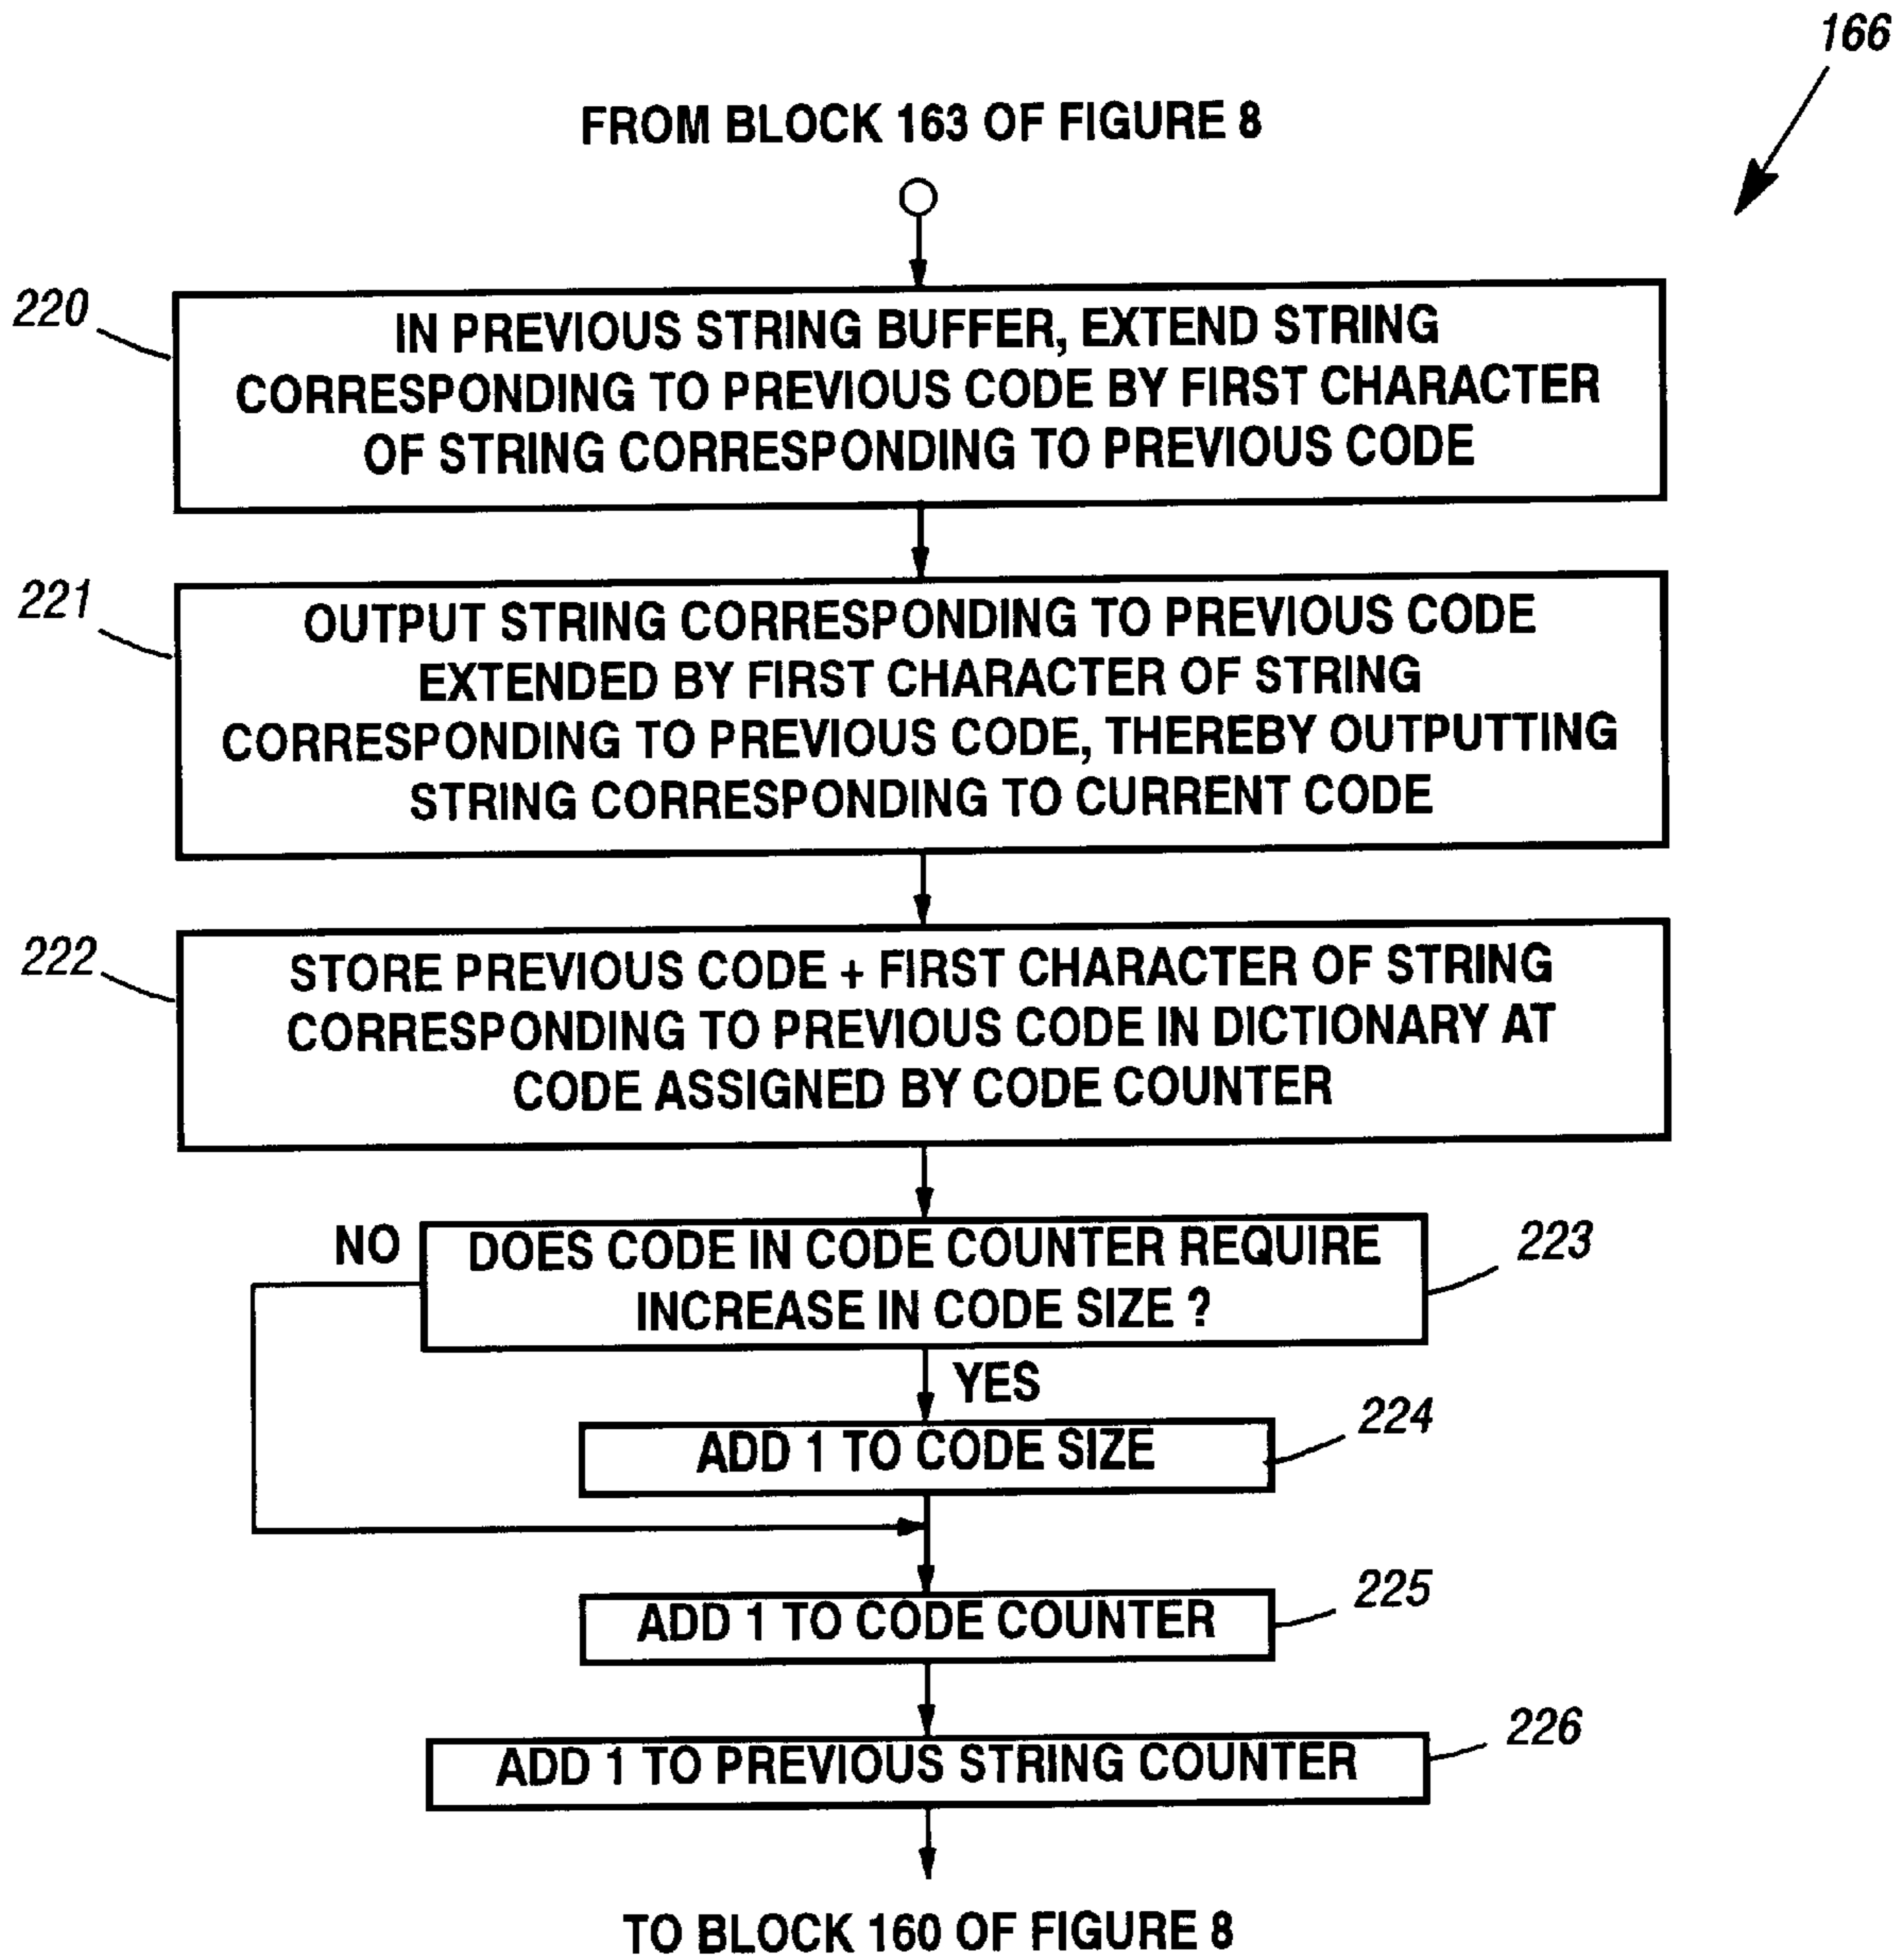 166
FROM BLOCK 163 OF FIGURE 8
220
IN PREVIOUS STRING BUFFER, EXTEND STRING
CORRESPONDING TO PREVIOUS CODE BY FIRST CHARACTER
OF STRING CORRESPONDING TO PREVIOUS CODE
221
OUTPUT STRING CORRESPONDING TO PREVIOUS CODE
EXTENDED BY FIRST CHARACTER OF STRING
CORRESPONDING TO PREVIOUS CODE, THEREBY OUTPUTTING
STRING CORRESPONDING TO CURRENT CODE
222
STORE PREVIOUS CODE + FIRST CHARACTER OF STRING
CORRESPONDING TO PREVIOUS CODE IN DICTIONARY AT
CODE ASSIGNED BY CODE COUNTER
NO
DOES CODE IN CODE COUNTER REQUIRE
INCREASE IN CODE SIZE ?
223
YES
224
ADD 1 TO CODE SIZE
225
ADD 1 TO CODE COUNTER
226
ADD 1 TO PREVIOUS STRING COUNTER
TO BLOCK 160 OF FIGURE 8